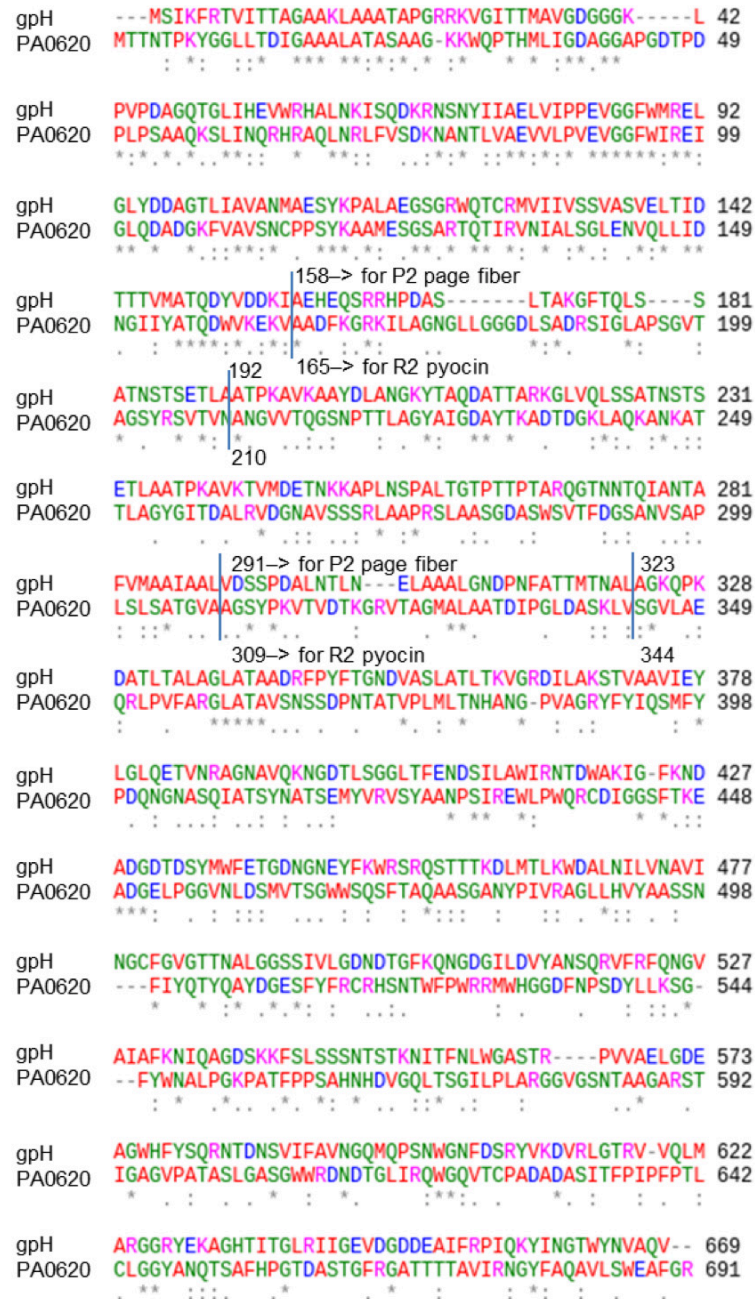 gpH ---MSIKFRTVITTAGAAKLAAATAPGRRKVGITTMAVGDGGGK-----L 42
PA0620 MTTNTPKYGGLLTDIGAAALATASAAG-KKWQPTHMLIGDAGGAPGDTPD 49
gpH PVPDAGQTGLIHEVWRHALNKISQDKRNSNYIIAELVIPPEVGGFWMREL 92
PA0620 PLPSAAQKSLINQRHRAQLNRLFVSDKNANTLVAEVVLPVEVGGFWIREI 99
gpH GLYDDAGTLIAVANMAESYKPALAEGSGRWQTCRMVIIVSSVASVELTID 142
PA0620 GLQDADGKFVAVSNCPPSYKAAMESGSARTQTIRVNIALSGLENVQLLID 149
158–> for P2 page fiber
gpH TTTVMATQDYVDDKIAEHEQSRRHPDAS-------LTAKGFTQLS----S 181
PA0620 NGIIYATQDWVKEKVAADFKGRKILAGNGLLGGGDLSADRSIGLAPSGVT 199
192 165–> for R2 pyocin
gpH ATNSTSETLAATPKAVKAAYDLANGKYTAQDATTARKGLVQLSSATNSTS 231
PA0620 AGSYRSVTVNANGVVTQGSNPTTLAGYAIGDAYTKADTDGKLAQKANKAT 249
210
gpH ETLAATPKAVKTVMDETNKKAPLNSPALTGTPTTPTARQGTNNTQIANTA 281
PA0620 TLAGYGITDALRVDGNAVSSSRLAAPRSLAASGDASWSVTFDGSANVSAP 299
291–> for P2 page fiber 323
gpH FVMAAIAALVDSSPDALNTLN---ELAAALGNDPNFATTMTNALAGKQPK 328
PA0620 LSLSATGVAAGSYPKVTVDTKGRVTAGMALAATDIPGLDASKLVSGVLAE 349
309–> for R2 pyocin 344
gpH DATLTALAGLATAADRFPYFTGNDVASLATLTKVGRDILAKSTVAAVIEY 378
PA0620 QRLPVFARGLATAVSNSSDPNTATVPLMLTNHANG-PVAGRYFYIQSMFY 398
gpH LGLQETVNRAGNAVQKNGDTLSGGLTFENDSILAWIRNTDWAKIG-FKND 427
PA0620 PDQNGNASQIATSYNATSEMYVRVSYAANPSIREWLPWQRCDIGGSFTKE 448
gpH ADGDTDSYMWFETGDNGNEYFKWRSRQSTTTKDLMTLKWDALNILVNAVI 477
PA0620 ADGELPGGVNLDSMVTSGWWSQSFTAQAASGANYPIVRAGLLHVYAASSN 498
gpH NGCFGVGTTNALGGSSIVLGDNDTGFKQNGDGILDVYANSQRVFRFQNGV 527
PA0620 ---FIYQTYQAYDGESFYFRCRHSNTWFPWRRMWHGGDFNPSDYLLKSG- 544
gpH AIAFKNIQAGDSKKFSLSSSNTSTKNITFNLWGASTR----PVVAELGDE 573
PA0620 --FYWNALPGKPATFPPSAHNHDVGQLTSGILPLARGGVGSNTAAGARST 592
gpH AGWHFYSQRNTDNSVIFAVNGQMQPSNWGNFDSRYVKDVRLGTRV-VQLM 622
PA0620 IGAGVPATASLGASGWWRDNDTGLIRQWGQVTCPADADASITFPIPFPTL 642
gpH ARGGRYEKAGHTITGLRIIGEVDGDDEAIFRPIQKYINGTWYNVAQV-- 669
PA0620 CLGGYANQTSAFHPGTDASTGFRGATTTTAVIRNGYFAQAVLSWEAFGR 691